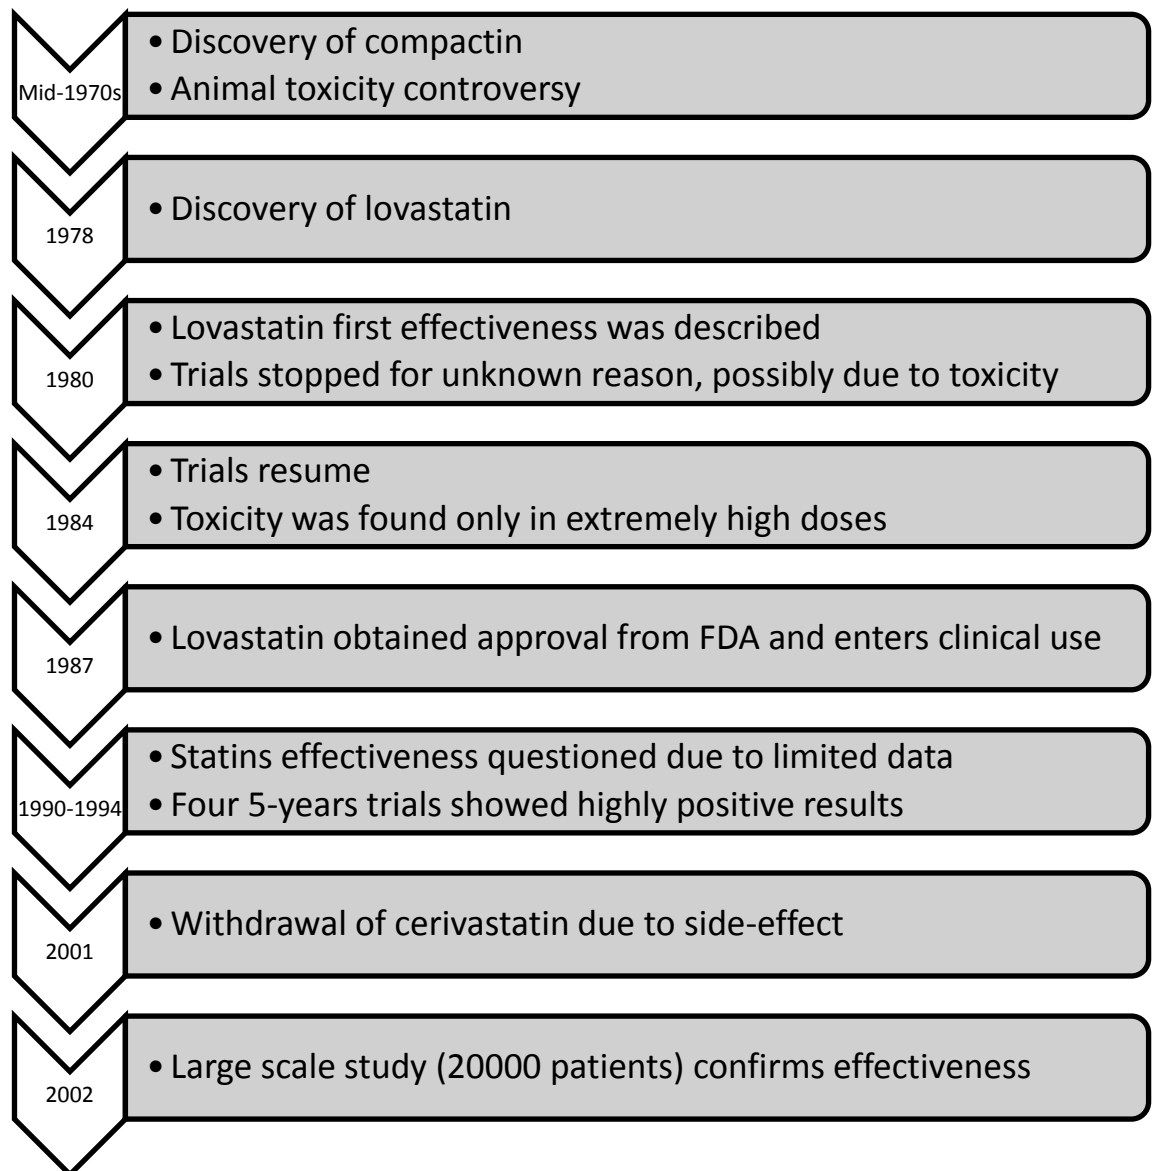 Mid-1970s
• Discovery of compactin
• Animal toxicity controversy
1978
• Discovery of lovastatin
1980
• Lovastatin first effectiveness was described
• Trials stopped for unknown reason, possibly due to toxicity
1984
• Trials resume
• Toxicity was found only in extremely high doses
1987
• Lovastatin obtained approval from FDA and enters clinical use
1990-1994
• Statins effectiveness questioned due to limited data
• Four 5-years trials showed highly positive results
2001
• Withdrawal of cerivastatin due to side-effect
2002
• Large scale study (20000 patients) confirms effectiveness